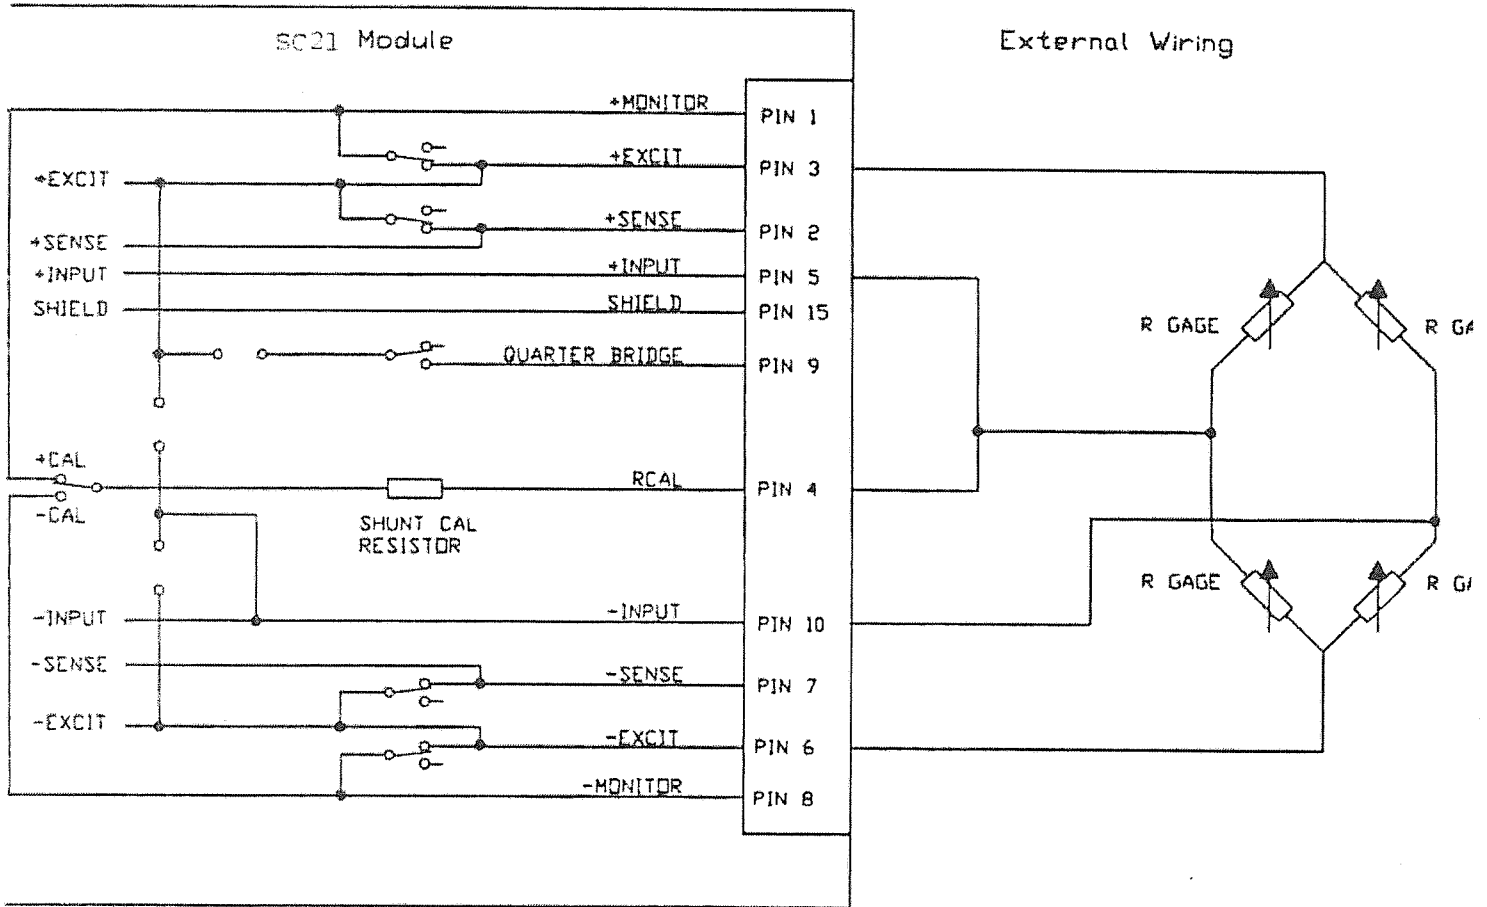 SC21 Module
External Wiring
+MONITOR
PIN 1
+EXCIT
+EXCIT
PIN 3
+SENSE
+SENSE
PIN 2
+INPUT
+INPUT
PIN 5
SHIELD
SHIELD
PIN 15
QUARTER BRIDGE
PIN 9
R GAGE
R GA
+CAL
-CAL
RCAL
PIN 4
SHUNT CAL
RESISTOR
R GAGE
R GA
-INPUT
-INPUT
PIN 10
-SENSE
-SENSE
PIN 7
-EXCIT
-EXCIT
PIN 6
-MONITOR
PIN 8